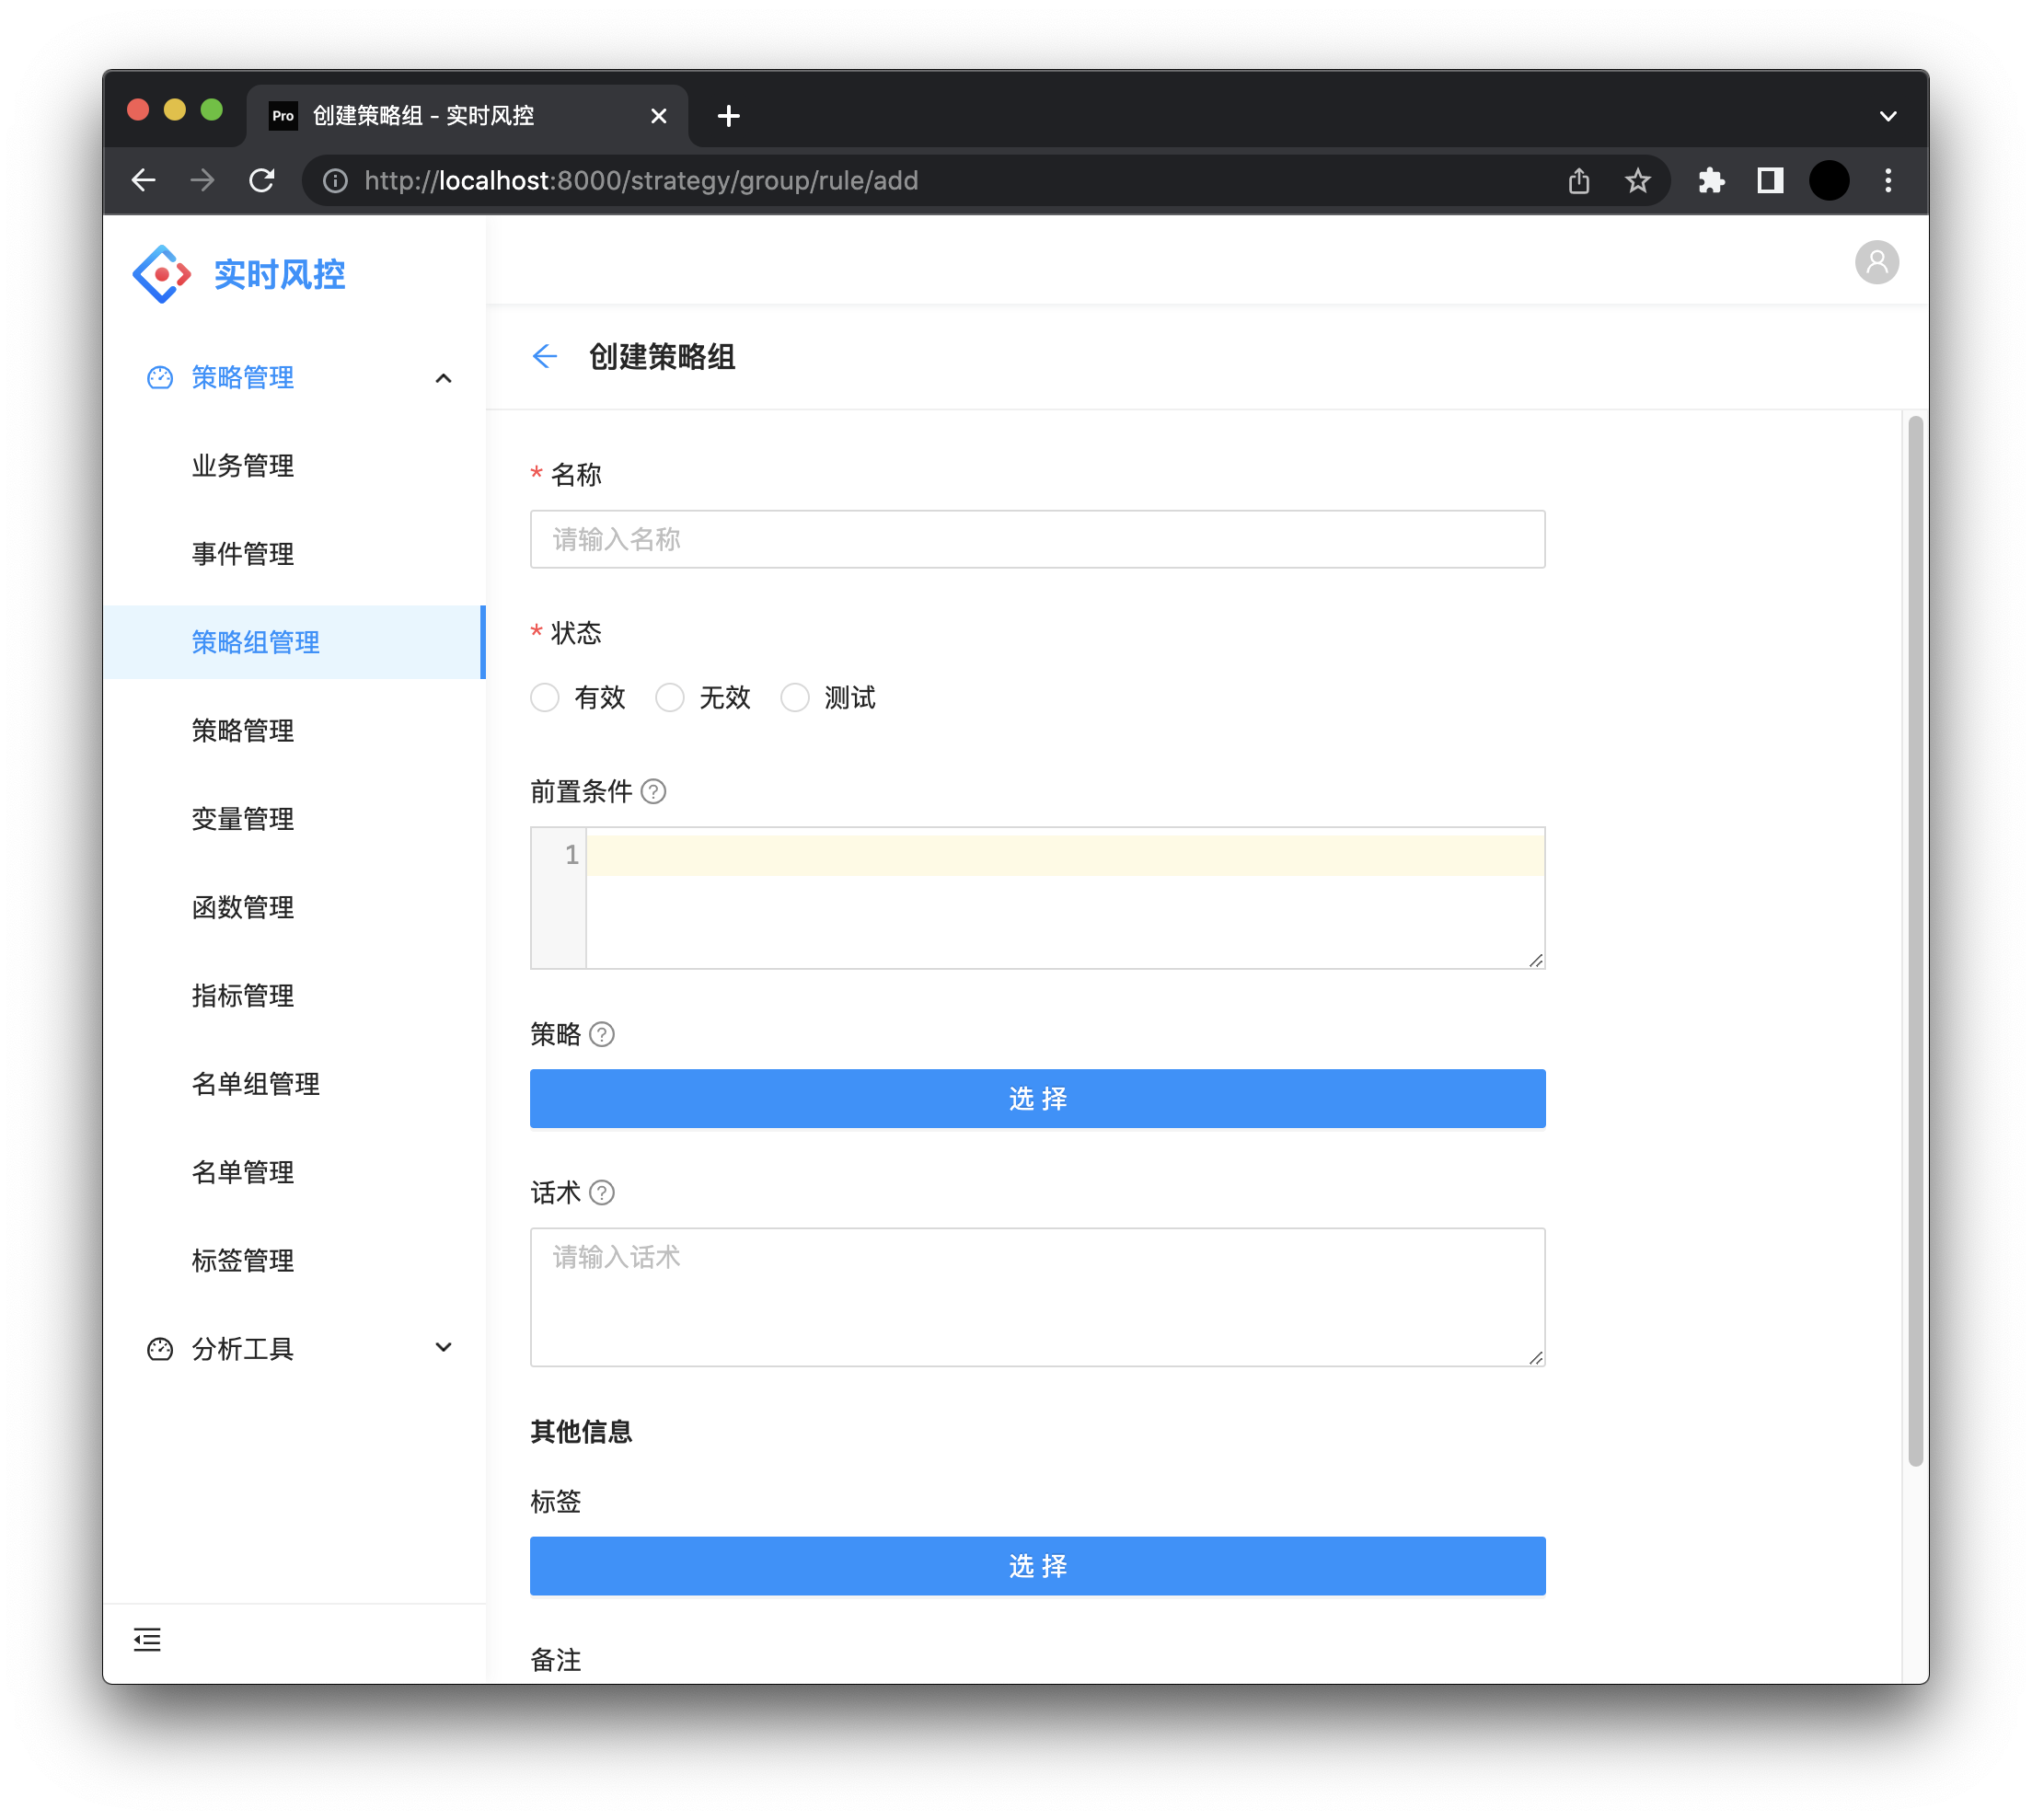 Pro 创建策略组 - 实时风控
http://localhost:8000/strategy/group/rule/add
实时风控
策略管理
业务管理
事件管理
策略组管理
策略管理
变量管理
函数管理
指标管理
名单组管理
名单管理
标签管理
分析工具
创建策略组
* 名称
请输入名称
* 状态
有效 无效 测试
前置条件 ?
1
策略 ?
选 择
话术 ?
请输入话术
其他信息
标签
选 择
备注